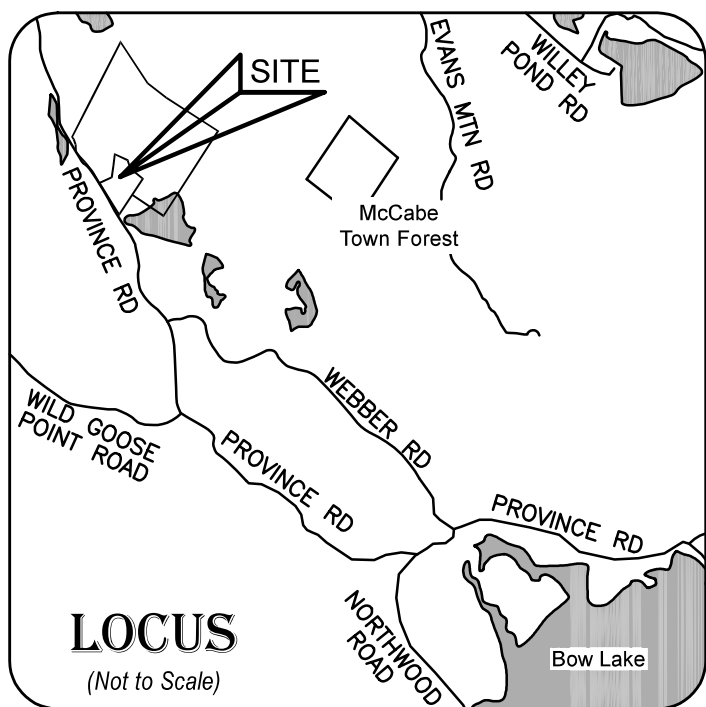 SITE
EVANS MTN RD
WILLEY
POND RD
PROVINCE RD
McCabe
Town Forest
WEBBER RD
WILD GOOSE
POINT ROAD
PROVINCE RD
PROVINCE RD
NORTHWOOD
ROAD
Bow Lake
LOCUS
(Not to Scale)